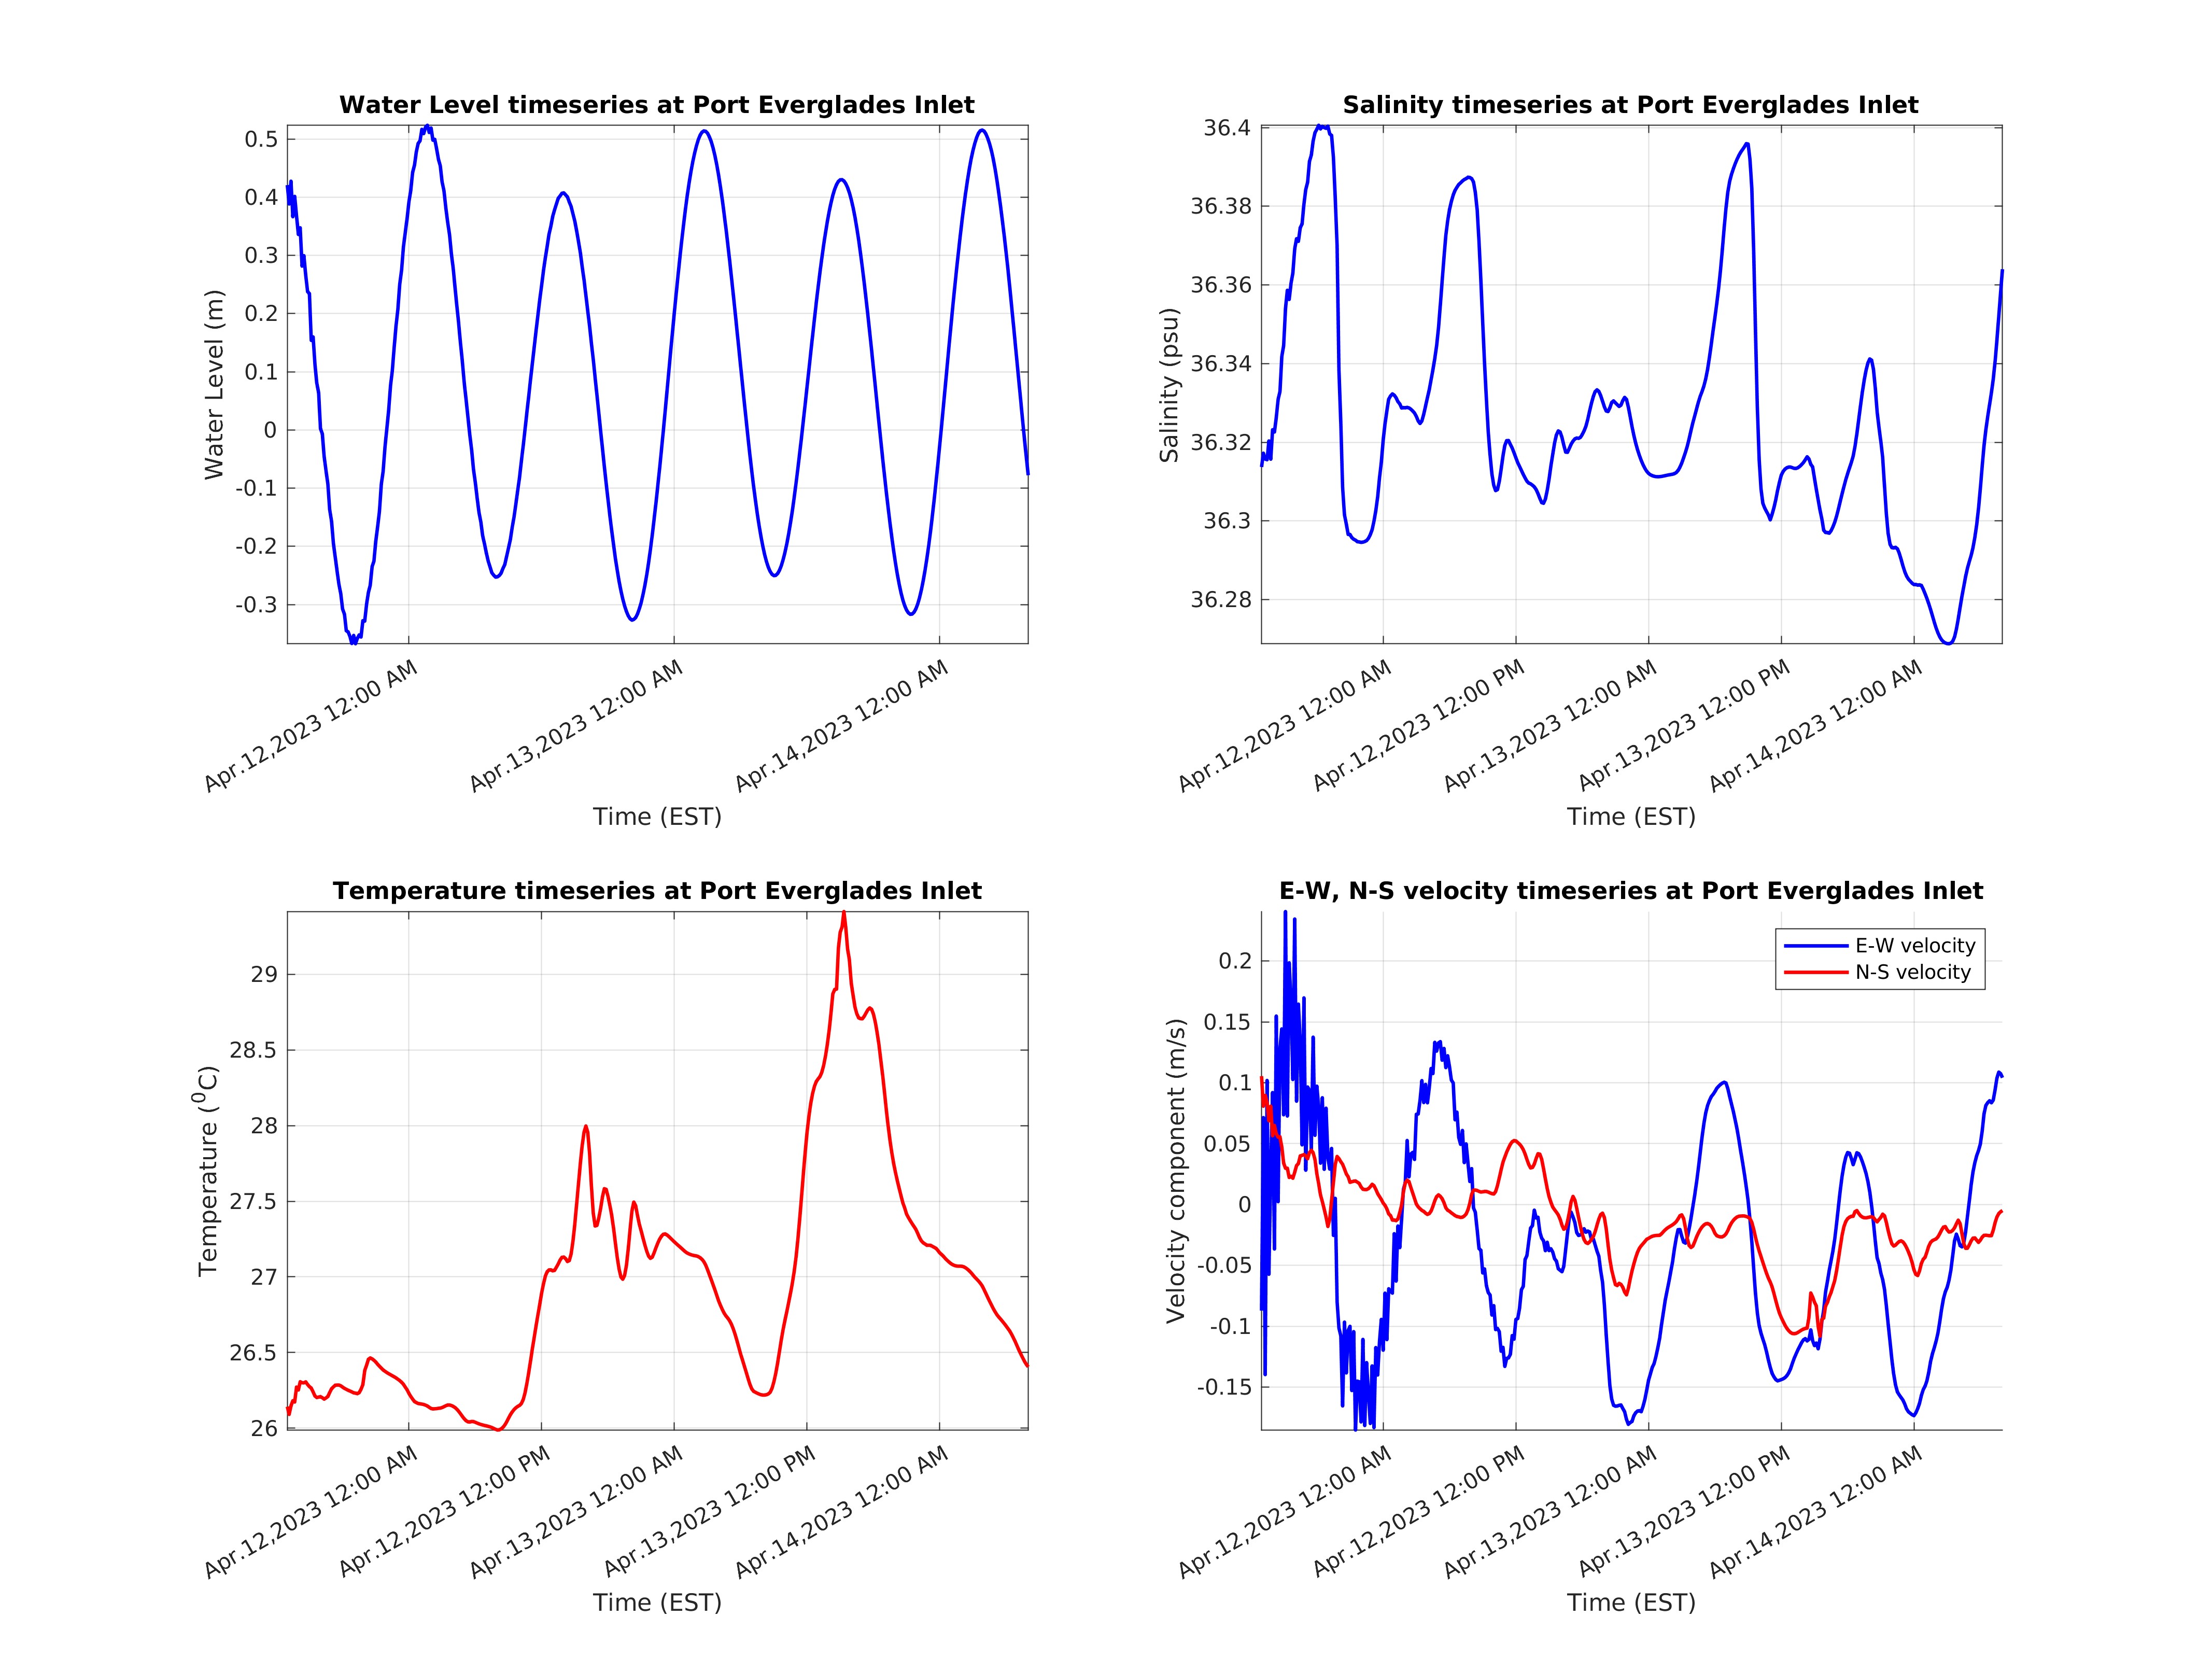 Water Level timeseries at Port Everglades Inlet
0.5
0.4
0.3
0.2
0.1
0
-0.1
-0.2
-0.3
Water Level (m)
Apr.12,2023 12:00 AM
Apr.13,2023 12:00 AM
Apr.14,2023 12:00 AM
Time (EST)
Salinity timeseries at Port Everglades Inlet
36.4
36.38
36.36
36.34
36.32
36.3
36.28
Salinity (psu)
Apr.12,2023 12:00 AM
Apr.12,2023 12:00 PM
Apr.13,2023 12:00 AM
Apr.13,2023 12:00 PM
Apr.14,2023 12:00 AM
Time (EST)
Temperature timeseries at Port Everglades Inlet
29
28.5
28
27.5
27
26.5
26
Temperature (⁰C)
Apr.12,2023 12:00 AM
Apr.12,2023 12:00 PM
Apr.13,2023 12:00 AM
Apr.13,2023 12:00 PM
Apr.14,2023 12:00 AM
Time (EST)
E-W, N-S velocity timeseries at Port Everglades Inlet
E-W velocity
N-S velocity
0.2
0.15
0.1
0.05
0
-0.05
-0.1
-0.15
Velocity component (m/s)
Apr.12,2023 12:00 AM
Apr.12,2023 12:00 PM
Apr.13,2023 12:00 AM
Apr.13,2023 12:00 PM
Apr.14,2023 12:00 AM
Time (EST)